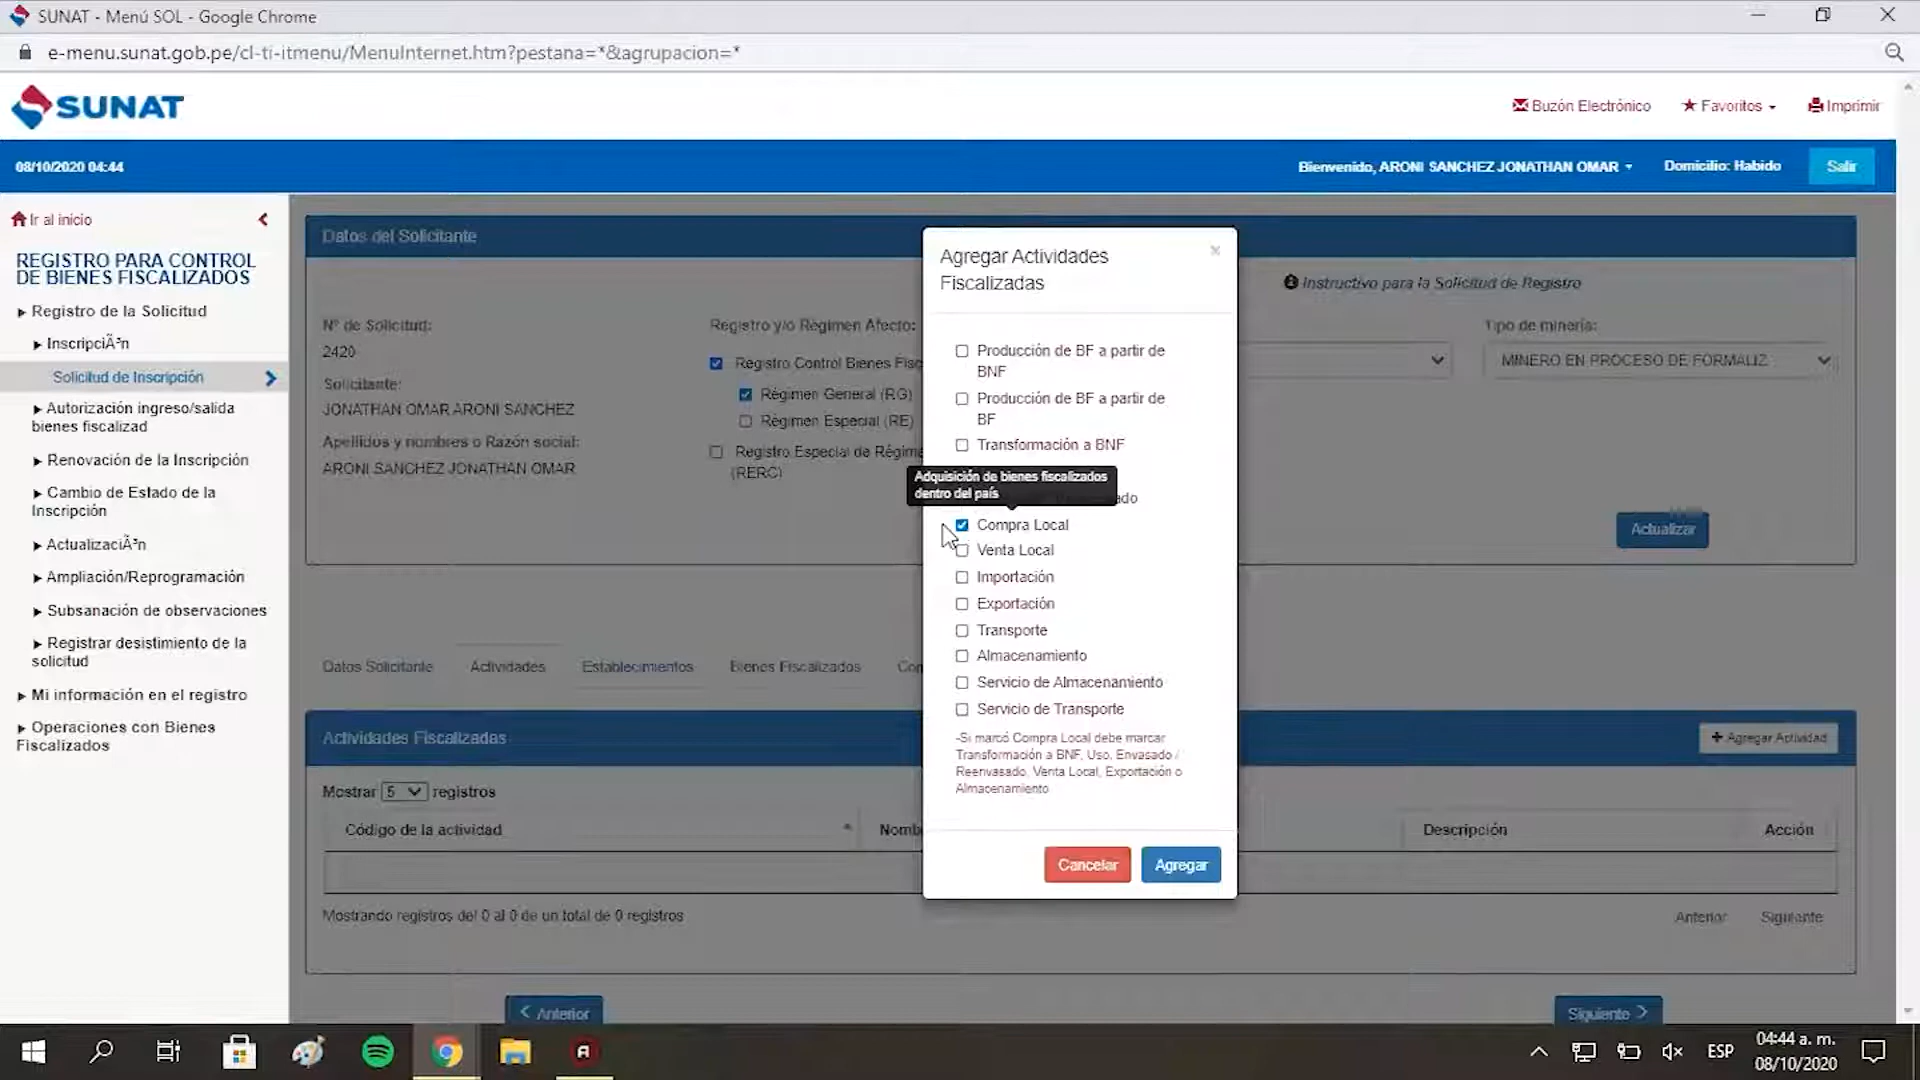 SUNAT - Menú SOL - Google Chrome
e-menu.sunat.gob.pe/cl-ti-itmenu/MenuInternet.htm?pestana=*&agrupacion=*
SUNAT
Buzón Electrónico
Favoritos
Imprimir
08/10/2020 04:44
Bienvenido, ARONI SANCHEZ JONATHAN OMAR
Domicilio: Habido
Salir
Ir al inicio
REGISTRO PARA CONTROL
DE BIENES FISCALIZADOS
Registro de la Solicitud
InscripciÃ³n
Solicitud de Inscripción
Autorización ingreso/salida
bienes fiscalizad
Renovación de la Inscripción
Cambio de Estado de la
Inscripción
ActualizaciÃ³n
Ampliación/Reprogramación
Subsanación de observaciones
Registrar desistimiento de la
solicitud
Mi información en el registro
Operaciones con Bienes
Fiscalizados
Datos del Solicitante
Instructivo para la Solicitud de Registro
N° de Solicitud:
2420
Solicitante:
JONATHAN OMAR ARONI SANCHEZ
Apellidos y nombres o Razón social:
ARONI SANCHEZ JONATHAN OMAR
Registro y/o Régimen Afecto:
Registro Control Bienes Fisc
Régimen General (RG)
Régimen Especial (RE)
Registro Especial de Régime
(RERC)
Tipo de minería:
MINERO EN PROCESO DE FORMALIZ
Actualizar
Datos Solicitante
Actividades
Establecimientos
Bienes Fiscalizados
Con
Actividades Fiscalizadas
+ Agregar Actividad
Mostrar 5 registros
Código de la actividad
Nomb
Descripción
Acción
Mostrando registros del 0 al 0 de un total de 0 registros
Anterior
Siguiente
Anterior
Siguiente
Agregar Actividades
Fiscalizadas
×
Producción de BF a partir de
BNF
Producción de BF a partir de
BF
Transformación a BNF
Adquisición de bienes fiscalizados
dentro del país
ado
Compra Local
Venta Local
Importación
Exportación
Transporte
Almacenamiento
Servicio de Almacenamiento
Servicio de Transporte
-Si marcó Compra Local debe marcar
Transformación a BNF, Uso, Envasado /
Reenvasado, Venta Local, Exportación o
Almacenamiento
Cancelar
Agregar
ESP
04:44 a. m.
08/10/2020